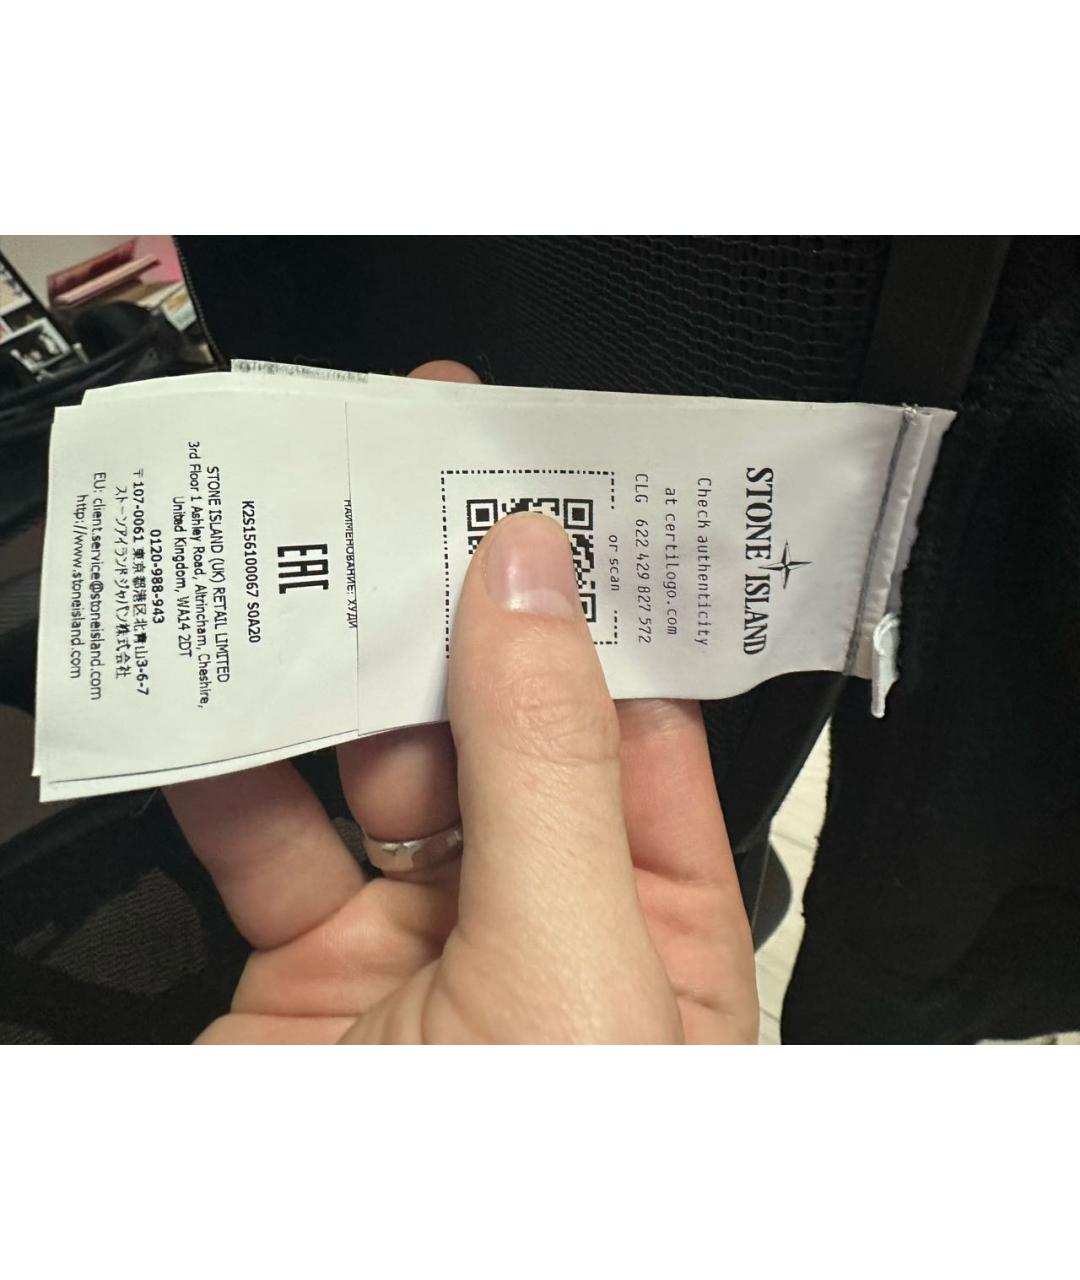 STONE ISLAND
Check authenticity
at certilogo.com
CLG 622 429 827 572
or scan
НАИМЕНОВАНИЕ: ХУДИ
EAC
K2S156100067 S0A20
STONE ISLAND (UK) RETAIL LIMITED
3rd Floor 1 Ashley Road, Altrincham, Cheshire,
United Kingdom, WA14 2DT
0120-988-943
〒107-0061 東京都港区北青山3-6-7
ストーンアイランドジャパン株式会社
EU: client.service@stoneisland.com
http://www.stoneisland.com